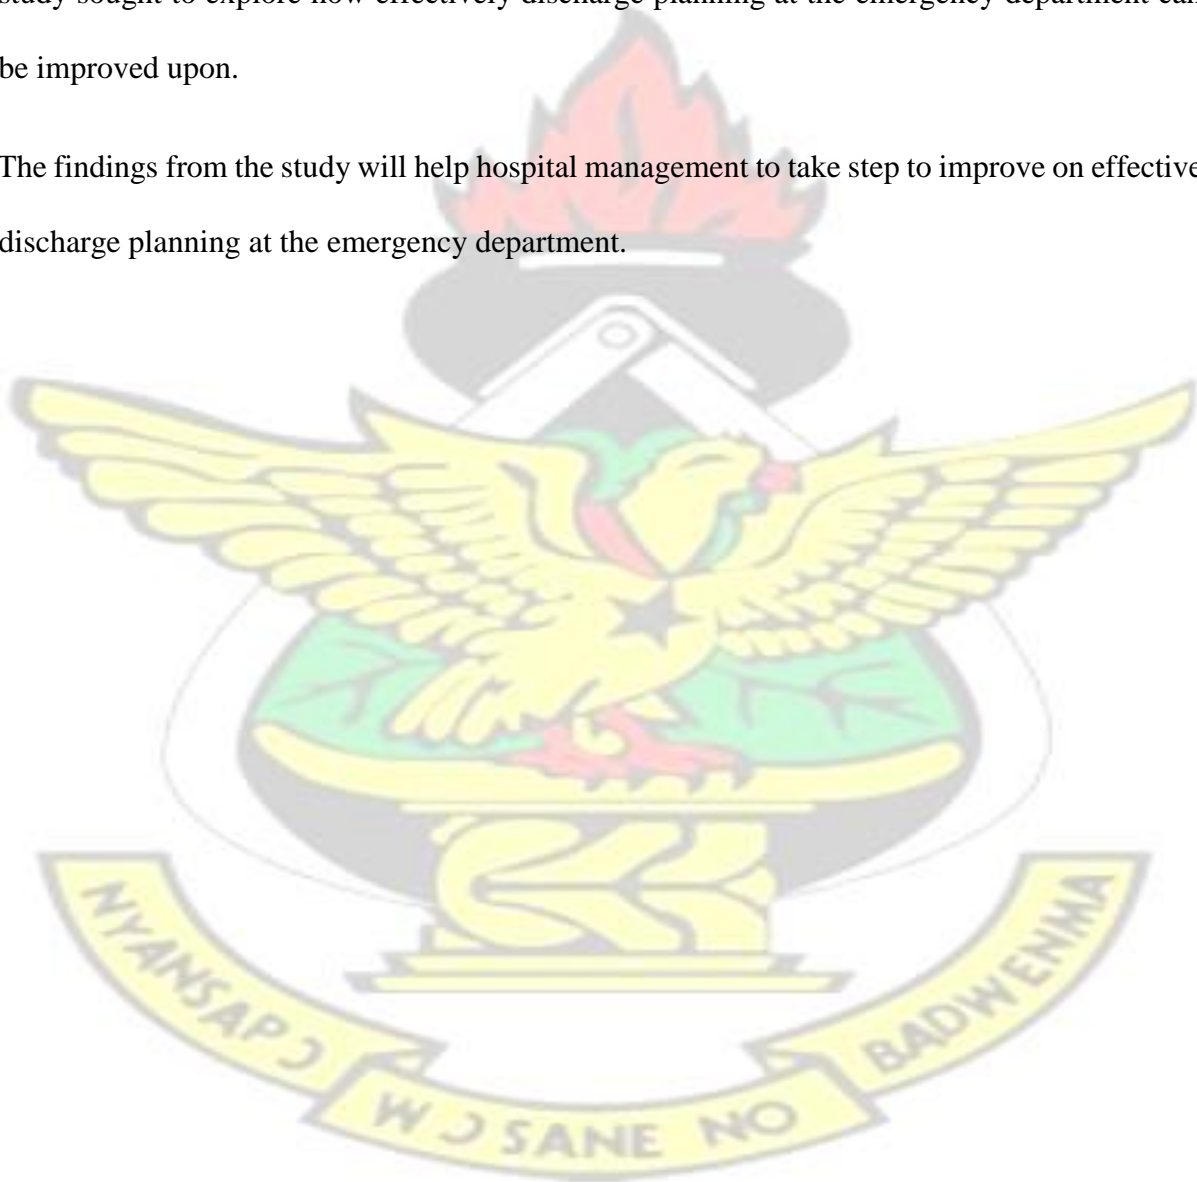 study sought to explore how effectively discharge planning at the emergency department can
be improved upon.
The findings from the study will help hospital management to take step to improve on effective
discharge planning at the emergency department.
NYANSAPƆ
WƆSANE NO
BADWENMA